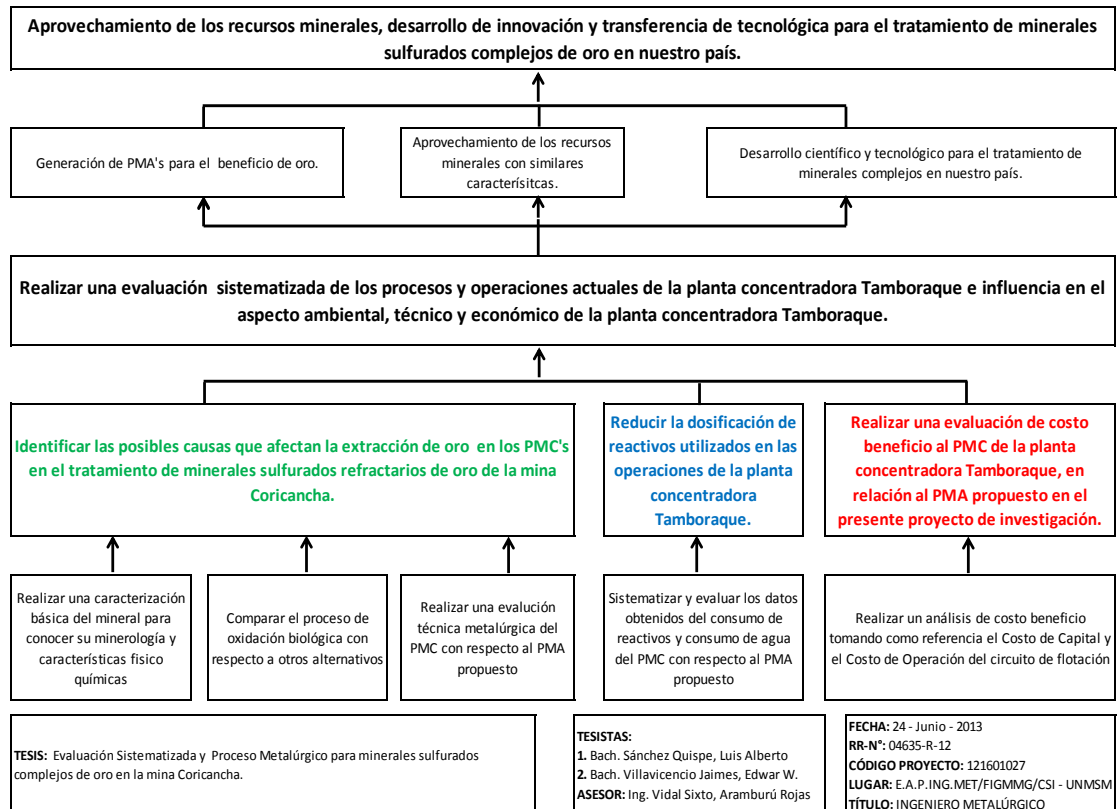 Aprovechamiento de los recursos minerales, desarrollo de innovación y transferencia de tecnológica para el tratamiento de minerales
sulfurados complejos de oro en nuestro país.
Generación de PMA's para el beneficio de oro.
Aprovechamiento de los recursos
minerales con similares
caracterísitcas.
Desarrollo científico y tecnológico para el tratamiento de
minerales complejos en nuestro país.
Realizar una evaluación sistematizada de los procesos y operaciones actuales de la planta concentradora Tamboraque e influencia en el
aspecto ambiental, técnico y económico de la planta concentradora Tamboraque.
Identificar las posibles causas que afectan la extracción de oro en los PMC's
en el tratamiento de minerales sulfurados refractarios de oro de la mina
Coricancha.
Reducir la dosificación de
reactivos utilizados en las
operaciones de la planta
concentradora
Tamboraque.
Realizar una evaluación de costo
beneficio al PMC de la planta
concentradora Tamboraque, en
relación al PMA propuesto en el
presente proyecto de investigación.
Realizar una caracterización
básica del mineral para
conocer su minerología y
características fisico
químicas
Comparar el proceso de
oxidación biológica con
respecto a otros alternativos
Realizar una evalución
técnica metalúrgica del
PMC con respecto al PMA
propuesto
Sistematizar y evaluar los datos
obtenidos del consumo de
reactivos y consumo de agua
del PMC con respecto al PMA
propuesto
Realizar un análisis de costo beneficio
tomando como referencia el Costo de Capital y
el Costo de Operación del circuito de flotación
TESIS: Evaluación Sistematizada y Proceso Metalúrgico para minerales sulfurados
complejos de oro en la mina Coricancha.
TESISTAS:
1. Bach. Sánchez Quispe, Luis Alberto
2. Bach. Villavicencio Jaimes, Edwar W.
ASESOR: Ing. Vidal Sixto, Aramburú Rojas
FECHA: 24 - Junio - 2013
RR-N°: 04635-R-12
CÓDIGO PROYECTO: 121601027
LUGAR: E.A.P.ING.MET/FIGMMG/CSI - UNMSM
TÍTULO: INGENIERO METALÚRGICO